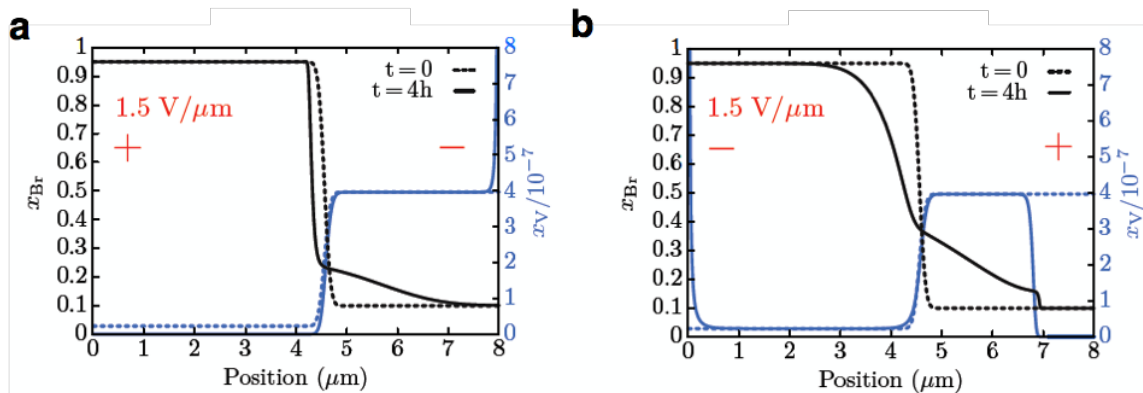 a
1
0.9
0.8
0.7
0.6
0.5
0.4
0.3
0.2
0.1
0
x_Br
0 1 2 3 4 5 6 7 8
Position (μm)
8
7
6
5
4
3
2
1
0
x_V/10^{-7}
t = 0
t = 4h
1.5 V/μm
+ −
b
1
0.9
0.8
0.7
0.6
0.5
0.4
0.3
0.2
0.1
0
x_Br
0 1 2 3 4 5 6 7 8
Position (μm)
8
7
6
5
4
3
2
1
0
x_V/10^{-7}
t = 0
t = 4h
1.5 V/μm
− +